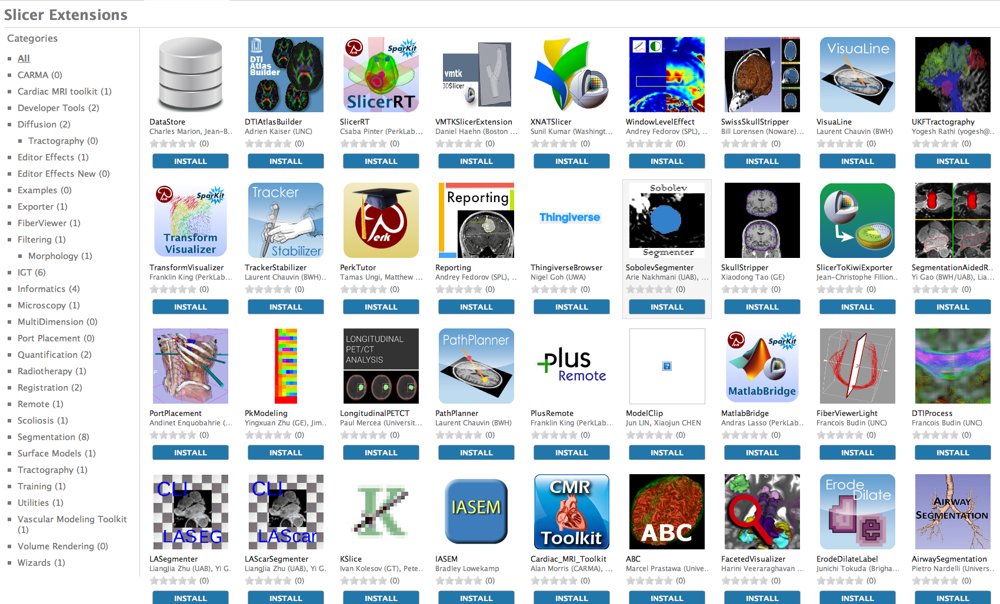 Slicer Extensions
Categories
All
CARMA (0)
Cardiac MRI toolkit (1)
Developer Tools (2)
Diffusion (2)
Tractography (0)
Editor Effects (1)
Editor Effects New (0)
Examples (0)
Exporter (1)
FiberViewer (1)
Filtering (1)
Morphology (1)
IGT (6)
Informatics (4)
Microscopy (1)
MultiDimension (0)
Port Placement (0)
Quantification (2)
Radiotherapy (1)
Registration (2)
Remote (1)
Scoliosis (1)
Segmentation (8)
Surface Models (1)
Tractography (1)
Training (1)
Utilities (1)
Vascular Modeling Toolkit
(1)
Volume Rendering (0)
Wizards (1)
DataStore
Charles Marion, Jean-B..
(0)
INSTALL
DTI
Atlas
Builder
DTIAtlasBuilder
Adrien Kaiser (UNC)
(0)
INSTALL
Perk
SparKit
SlicerRT
SlicerRT
Csaba Pinter (PerkLab...
(0)
INSTALL
vmtk
3DSlicer
VMTKSlicerExtension
Daniel Haehn (Boston ...
(0)
INSTALL
XNATSlicer
Sunil Kumar (Washingt...
(0)
INSTALL
WindowLevelEffect
Andrey Fedorov (SPL), ..
(0)
INSTALL
P
SwissSkullStripper
Bill Lorensen (Noware)...
(0)
INSTALL
VisuaLine
VisuaLine
Laurent Chauvin (BWH)
(0)
INSTALL
UKFTractography
Yogesh Rathi (yogesh@..
(0)
INSTALL
Perk
SparKit
Transform
Visualizer
TransformVisualizer
Franklin King (PerkLab..
(0)
INSTALL
Tracker
Stabilizer
TrackerStabilizer
Laurent Chauvin (BWH)..
(0)
INSTALL
Perk
PerkTutor
Tamas Ungi, Matthew ...
(0)
INSTALL
Reporting
Reporting
Andrey Fedorov (SPL), ..
(0)
INSTALL
Thingiverse
ThingiverseBrowser
Nigel Goh (UWA)
(0)
INSTALL
Sobolev
Segmenter
SobolevSegmenter
Arie Nakhmani (UAB), ...
(0)
INSTALL
SkullStripper
Xiaodong Tao (GE)
(0)
INSTALL
SlicerToKiwiExporter
Jean-Christophe Fillion..
(0)
INSTALL
SegmentationAidedR..
Yi Gao (BWH/UAB), Lia...
(0)
INSTALL
P
PortPlacement
Andinet Enquobahrie (...
(0)
INSTALL
PkModeling
Yingxuan Zhu (GE), Jim..
(0)
INSTALL
LONGITUDINAL
PET/CT
ANALYSIS
LongitudinalPETCT
Paul Mercea (Universit...
(0)
INSTALL
PathPlanner
PathPlanner
Laurent Chauvin (BWH)
(0)
INSTALL
plus
Remote
PlusRemote
Franklin King (PerkLab...
(0)
INSTALL
?
ModelClip
Jun LIN, Xiaojun CHEN
(0)
INSTALL
Perk
SparKit
MatlabBridge
MatlabBridge
Andras Lasso (PerkLab..
(0)
INSTALL
FiberViewerLight
Francois Budin (UNC)
(0)
INSTALL
DTIProcess
Francois Budin (UNC)
(0)
INSTALL
CLI
LASEG
LASegmenter
LiangJia Zhu (UAB), Yi G.
(0)
INSTALL
CLI
LAScar
LAScarSegmenter
LiangJia Zhu (UAB), Yi G.
(0)
INSTALL
K
KSlice
Ivan Kolesov (GT), Pete..
(0)
INSTALL
IASEM
IASEM
Bradley Lowekamp
(0)
INSTALL
CMR
Toolkit
Cardiac_MRI_Toolkit
Alan Morris (CARMA), ...
(0)
INSTALL
ABC
ABC
Marcel Prastawa (Unive..
(0)
INSTALL
S
A
FacetedVisualizer
Harini Veeraraghavan ...
(0)
INSTALL
Erode
Dilate
e
ErodeDilateLabel
Junichi Tokuda (Brigha...
(0)
INSTALL
AIRWAY
SEGMENTATION
AirwaySegmentation
Pietro Nardelli (Univers..
(0)
INSTALL